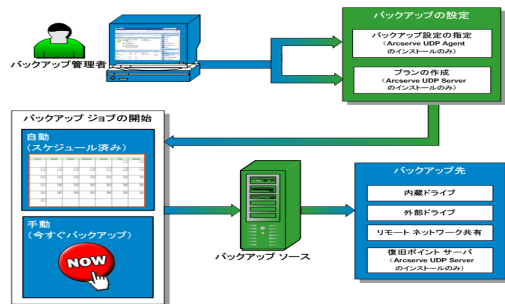 バックアップの設定
バックアップ設定の指定
(Arcserve UDP Agent
のインストールのみ)
プランの作成
(Arcserve UDP Server
のインストールのみ)
バックアップ管理者
バックアップ ジョブの開始
自動
(スケジュール済み)
手動
(今すぐバックアップ)
NOW
バックアップ ソース
バックアップ先
内蔵ドライブ
外部ドライブ
リモート ネットワーク共有
復旧ポイント サーバ
(Arcserve UDP Server
のインストールのみ)